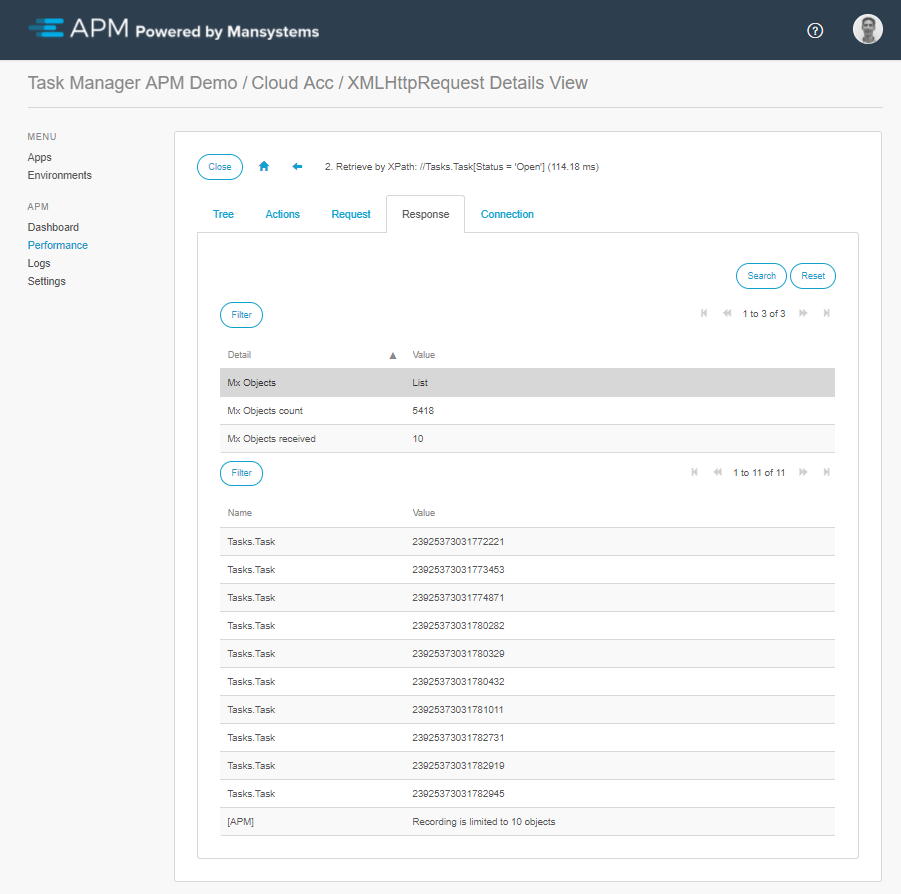 APM Powered by Mansystems
Task Manager APM Demo / Cloud Acc / XMLHttpRequest Details View
MENU
Apps
Environments
APM
Dashboard
Performance
Logs
Settings
Close 2. Retrieve by XPath: //Tasks.Task[Status = 'Open'] (114.18 ms)
Tree Actions Request Response Connection
Search Reset
Filter 1 to 3 of 3
Detail ▲ Value
Mx Objects List
Mx Objects count 5418
Mx Objects received 10
Filter 1 to 11 of 11
Name Value
Tasks.Task 23925373031772221
Tasks.Task 23925373031773453
Tasks.Task 23925373031774871
Tasks.Task 23925373031780282
Tasks.Task 23925373031780329
Tasks.Task 23925373031780432
Tasks.Task 23925373031781011
Tasks.Task 23925373031782731
Tasks.Task 23925373031782919
Tasks.Task 23925373031782945
[APM] Recording is limited to 10 objects